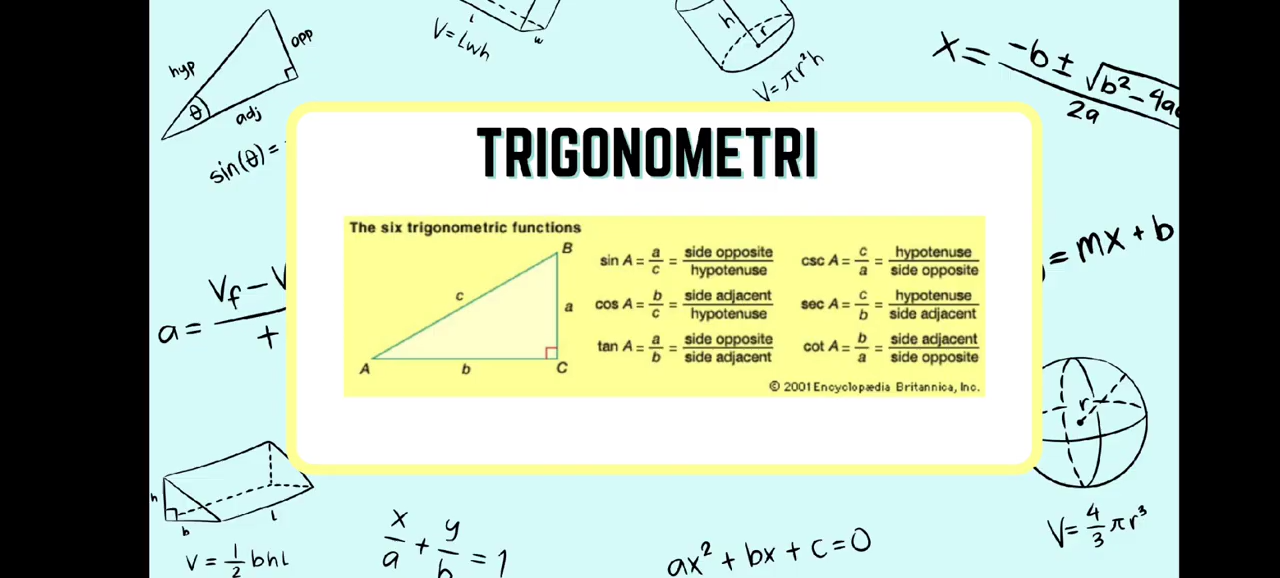 hyp
opp
θ
adj
sin(θ) =
l
w
V = Lwh
h
r
V = πr²h
x = -b ± √b² - 4a
2a
TRIGONOMETRI
The six trigonometric functions
A
B
C
a
b
c
sin A = a/c = side opposite/hypotenuse
csc A = c/a = hypotenuse/side opposite
cos A = b/c = side adjacent/hypotenuse
sec A = c/b = hypotenuse/side adjacent
tan A = a/b = side opposite/side adjacent
cot A = b/a = side adjacent/side opposite
© 2001 Encyclopædia Britannica, Inc.
a = Vf - V
t
= mx + b
h
b
l
V = 1/2 bhl
x/a + y/b = 1
ax² + bx + c = 0
r
V = 4/3 πr³